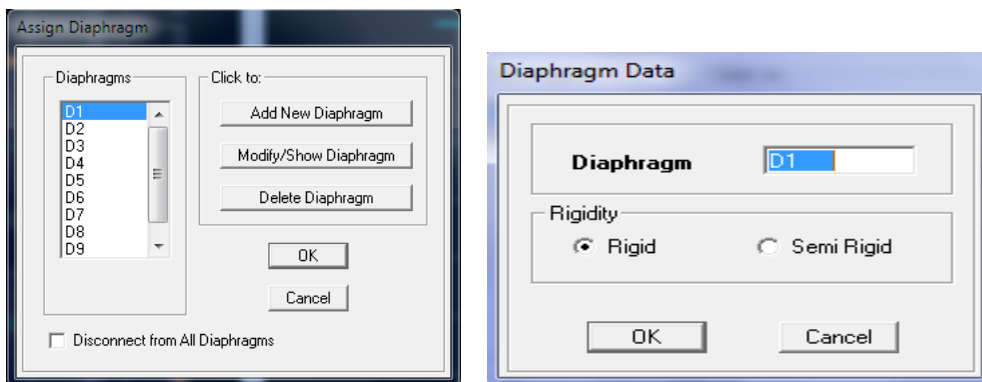 Assign Diaphragm
Diaphragms
D1
D2
D3
D4
D5
D6
D7
D8
D9
Click to:
Add New Diaphragm
Modify/Show Diaphragm
Delete Diaphragm
OK
Cancel
Disconnect from All Diaphragms
Diaphragm Data
Diaphragm D1
Rigidity
Rigid Semi Rigid
OK Cancel